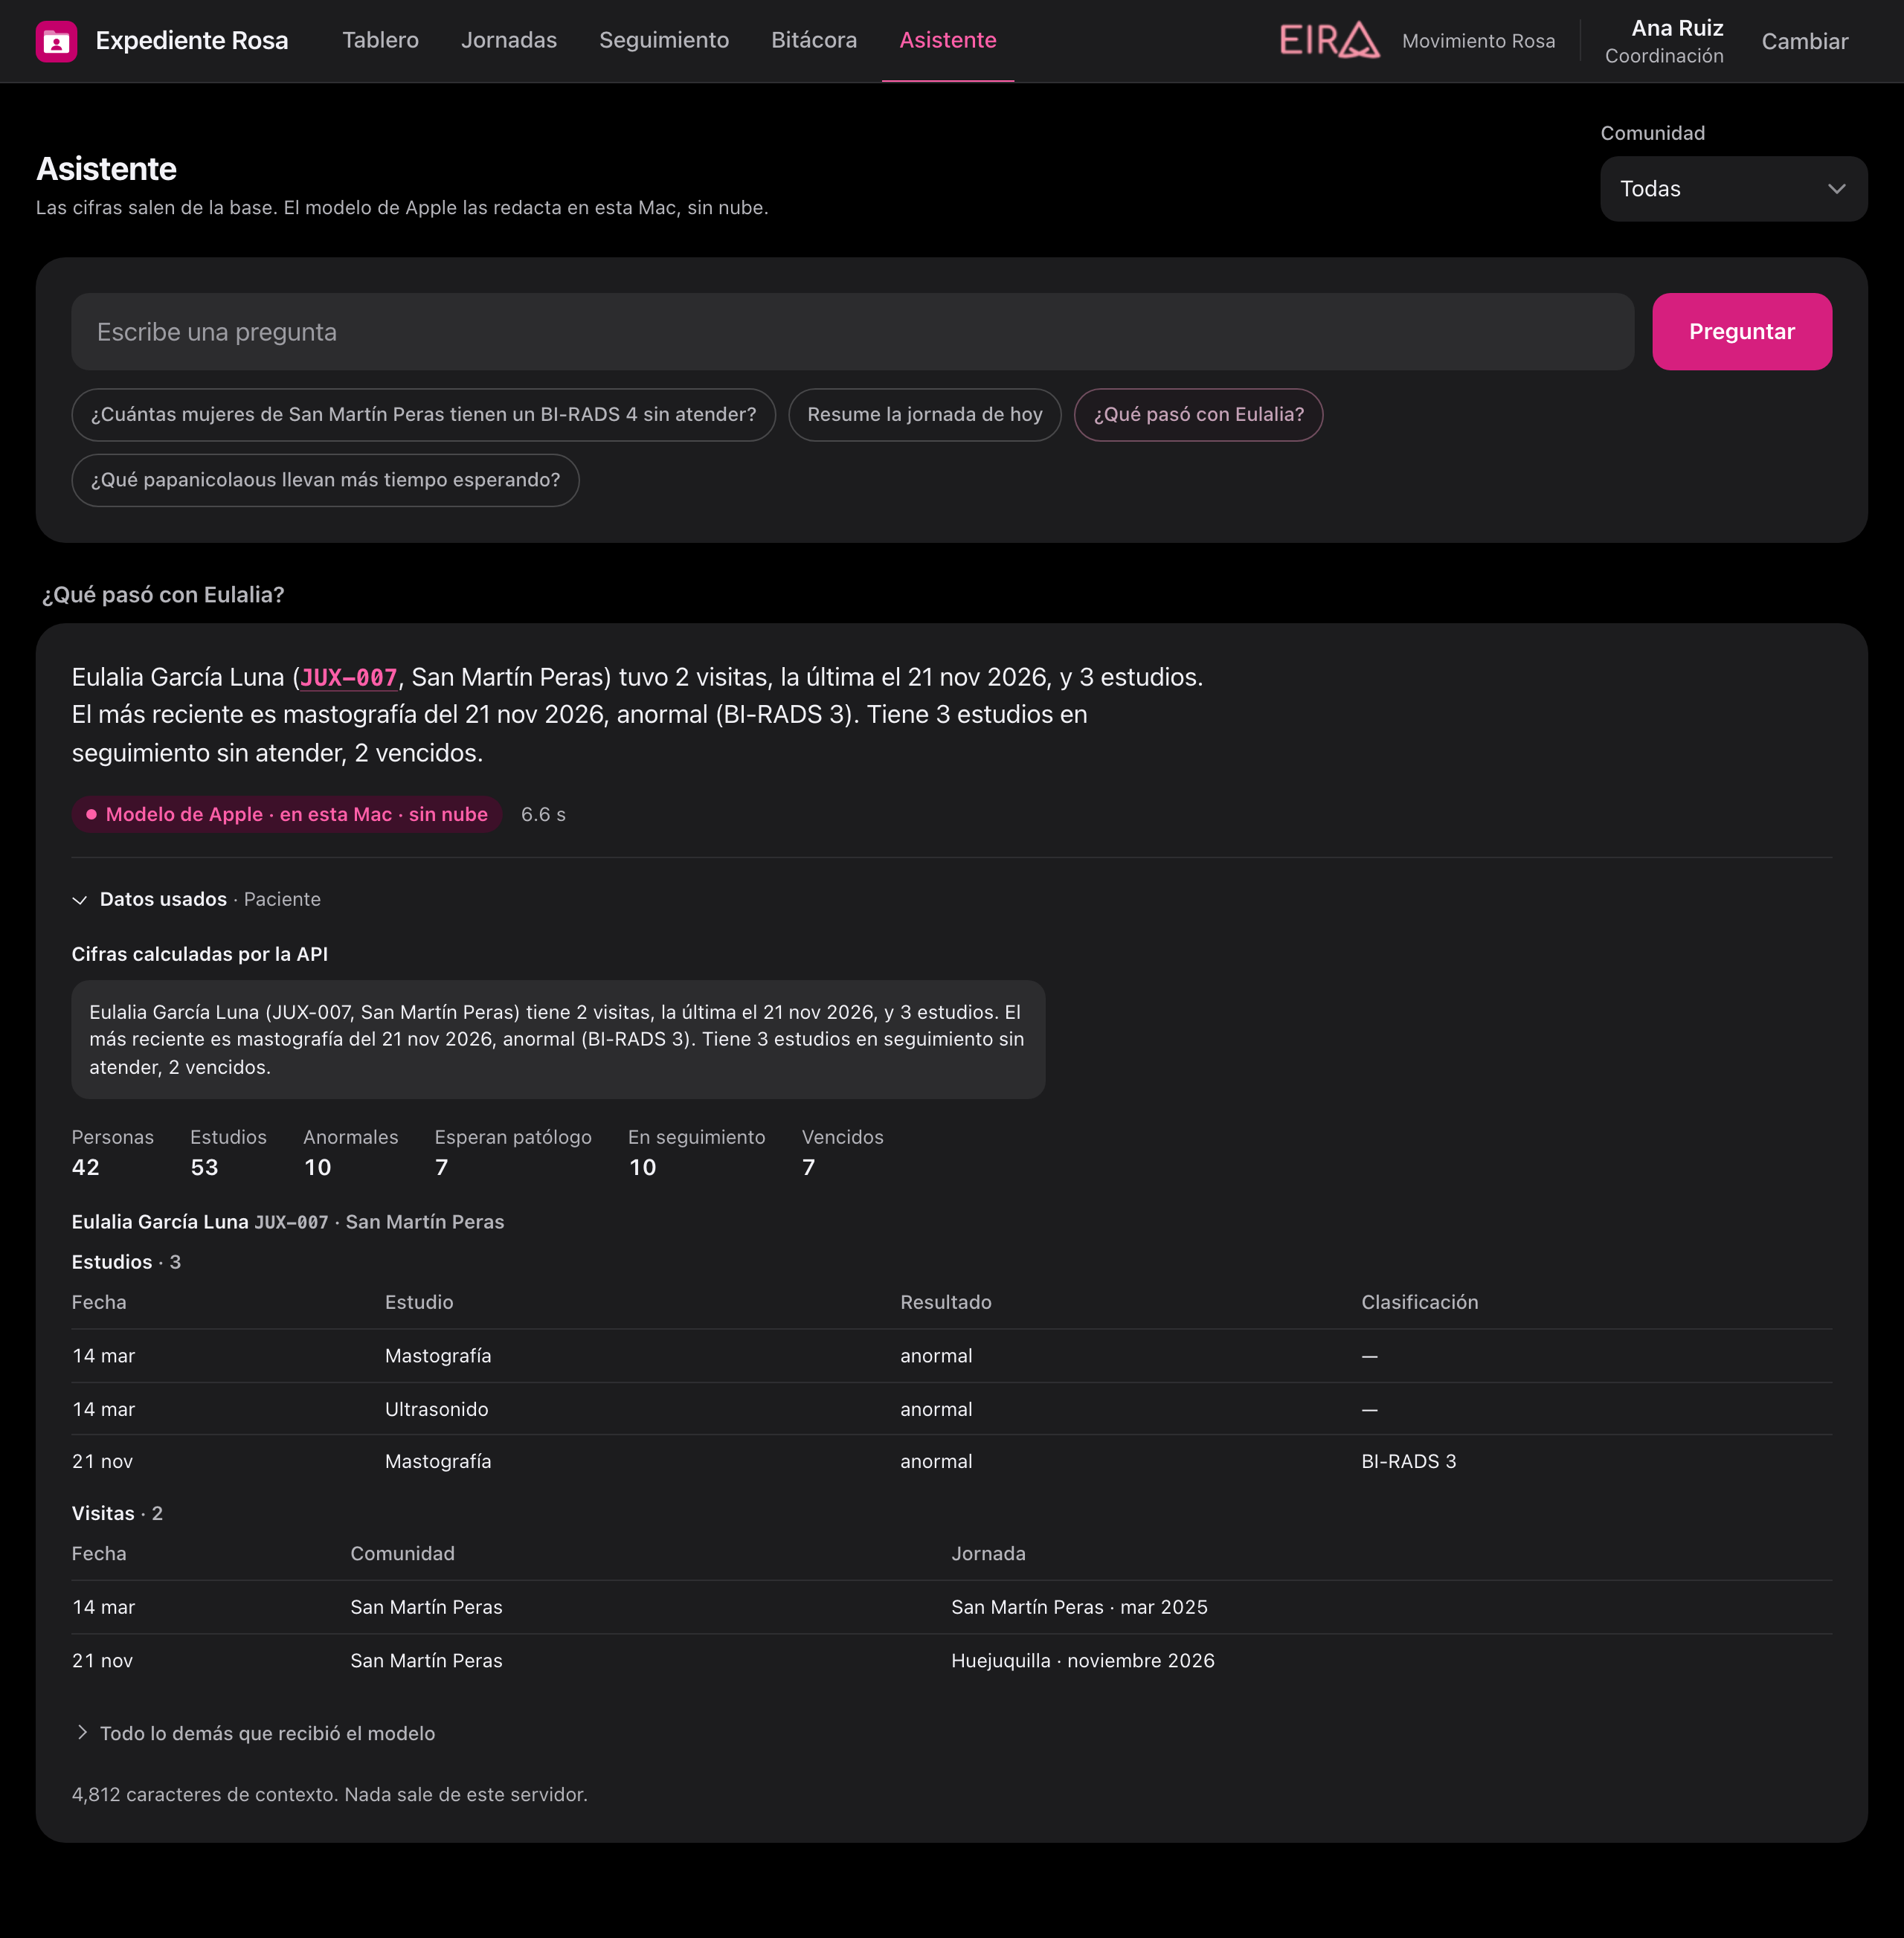 Expediente Rosa
Tablero
Jornadas
Seguimiento
Bitácora
Asistente
EIRA
Movimiento Rosa
Ana Ruiz
Coordinación
Cambiar
Comunidad
Asistente
Todas
Las cifras salen de la base. El modelo de Apple las redacta en esta Mac, sin nube.
Escribe una pregunta
Preguntar
¿Cuántas mujeres de San Martín Peras tienen un BI-RADS 4 sin atender?
Resume la jornada de hoy
¿Qué pasó con Eulalia?
¿Qué papanicolaous llevan más tiempo esperando?
¿Qué pasó con Eulalia?
Eulalia García Luna (JUX-007, San Martín Peras) tuvo 2 visitas, la última el 21 nov 2026, y 3 estudios.
El más reciente es mastografía del 21 nov 2026, anormal (BI-RADS 3). Tiene 3 estudios en
seguimiento sin atender, 2 vencidos.
Modelo de Apple · en esta Mac · sin nube
6.6 s
Datos usados · Paciente
Cifras calculadas por la API
Eulalia García Luna (JUX-007, San Martín Peras) tiene 2 visitas, la última el 21 nov 2026, y 3 estudios. El
más reciente es mastografía del 21 nov 2026, anormal (BI-RADS 3). Tiene 3 estudios en seguimiento sin
atender, 2 vencidos.
Personas Estudios Anormales Esperan patólogo En seguimiento Vencidos
42 53 10 7 10 7
Eulalia García Luna JUX-007 · San Martín Peras
Estudios · 3
Fecha Estudio Resultado Clasificación
14 mar Mastografía anormal —
14 mar Ultrasonido anormal —
21 nov Mastografía anormal BI-RADS 3
Visitas · 2
Fecha Comunidad Jornada
14 mar San Martín Peras San Martín Peras · mar 2025
21 nov San Martín Peras Huejuquilla · noviembre 2026
Todo lo demás que recibió el modelo
4,812 caracteres de contexto. Nada sale de este servidor.